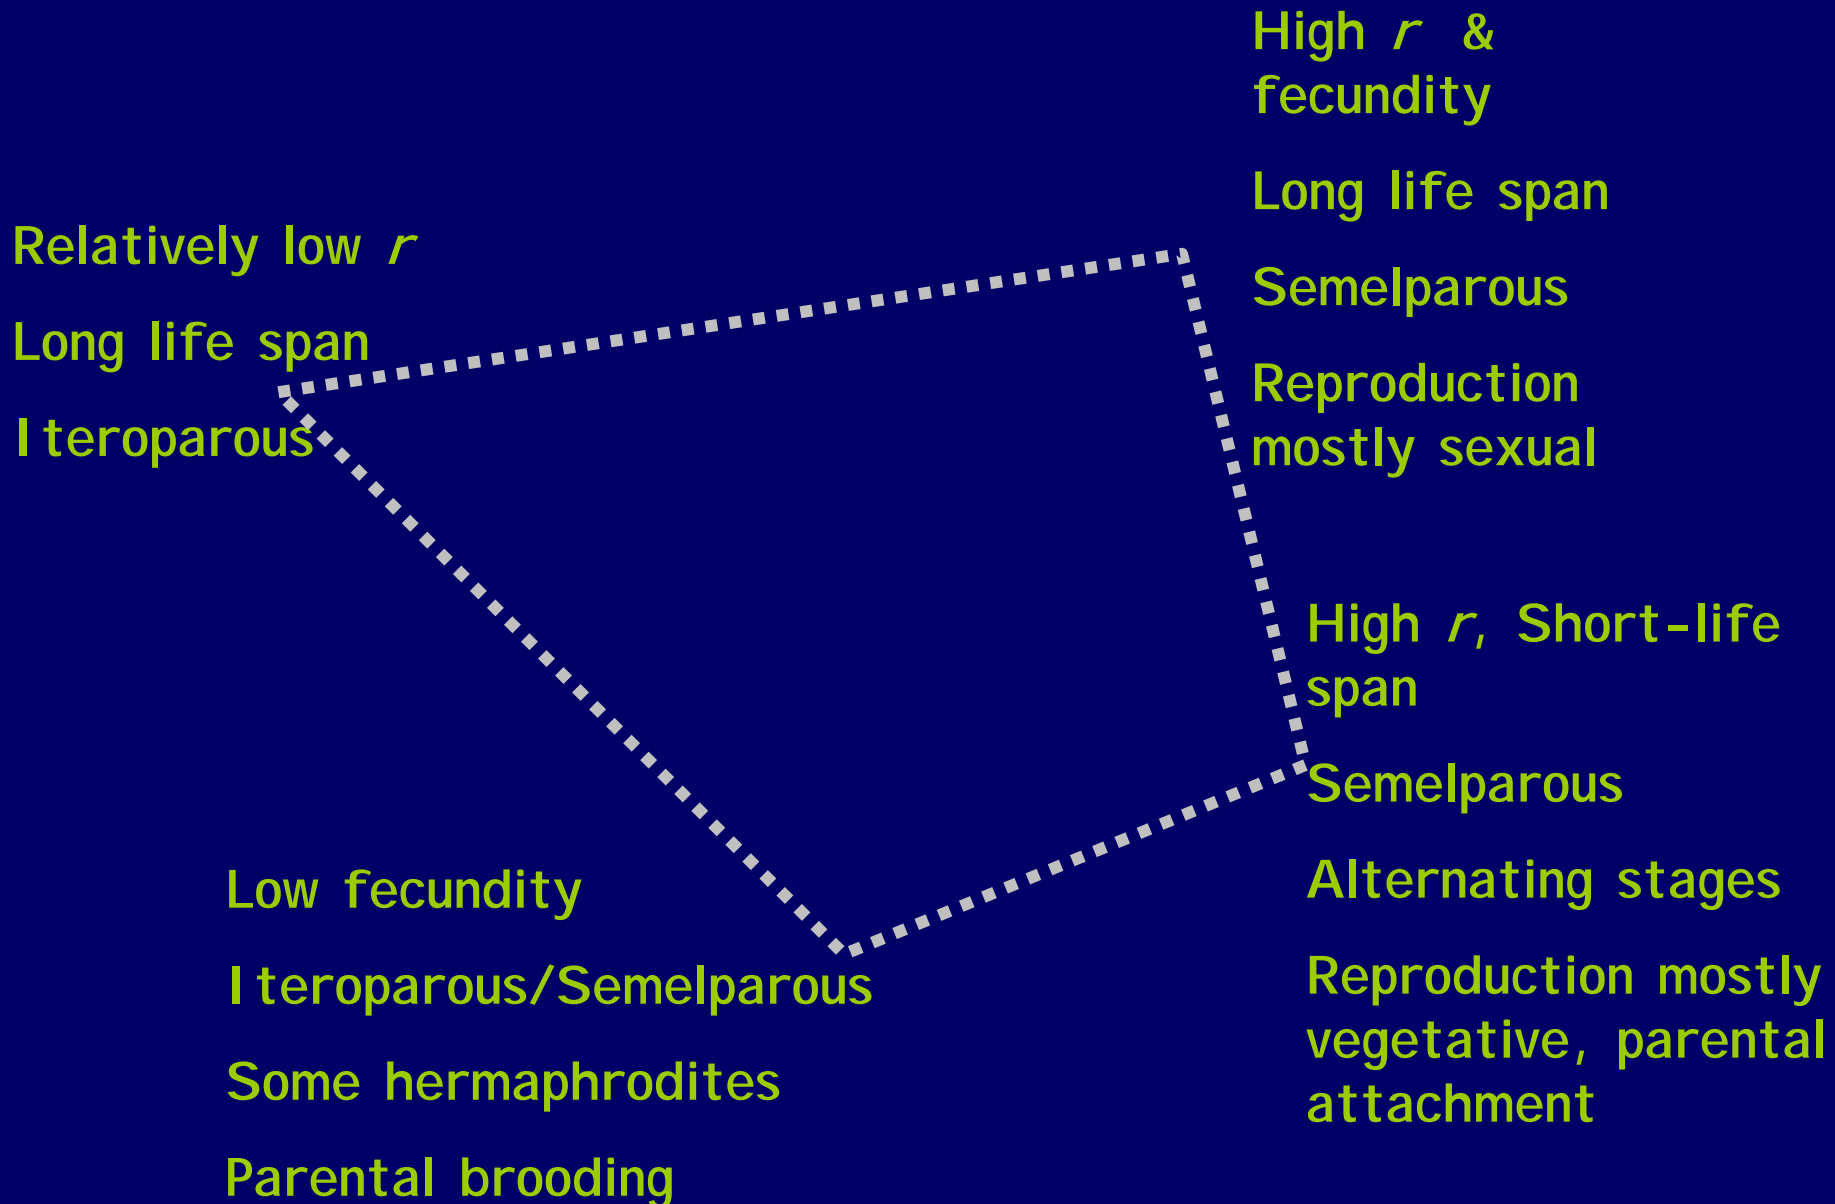 Relatively low r
Long life span
Iteroparous
High r &
fecundity
Long life span
Semelparous
Reproduction
mostly sexual
High r, Short-life
span
Semelparous
Alternating stages
Reproduction mostly
vegetative, parental
attachment
Low fecundity
Iteroparous/Semelparous
Some hermaphrodites
Parental brooding